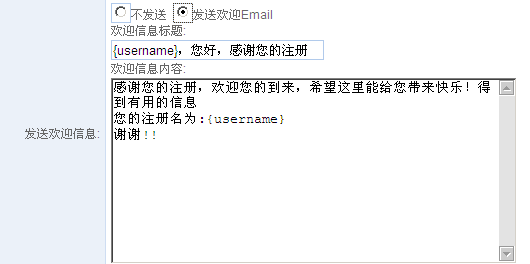 不发送 发送欢迎Email
欢迎信息标题:
{username}，您好，感谢您的注册
欢迎信息内容:
感谢您的注册，欢迎您的到来，希望这里能给您带来快乐！得
到有用的信息
您的注册名为:{username}
发送欢迎信息:
谢谢!!